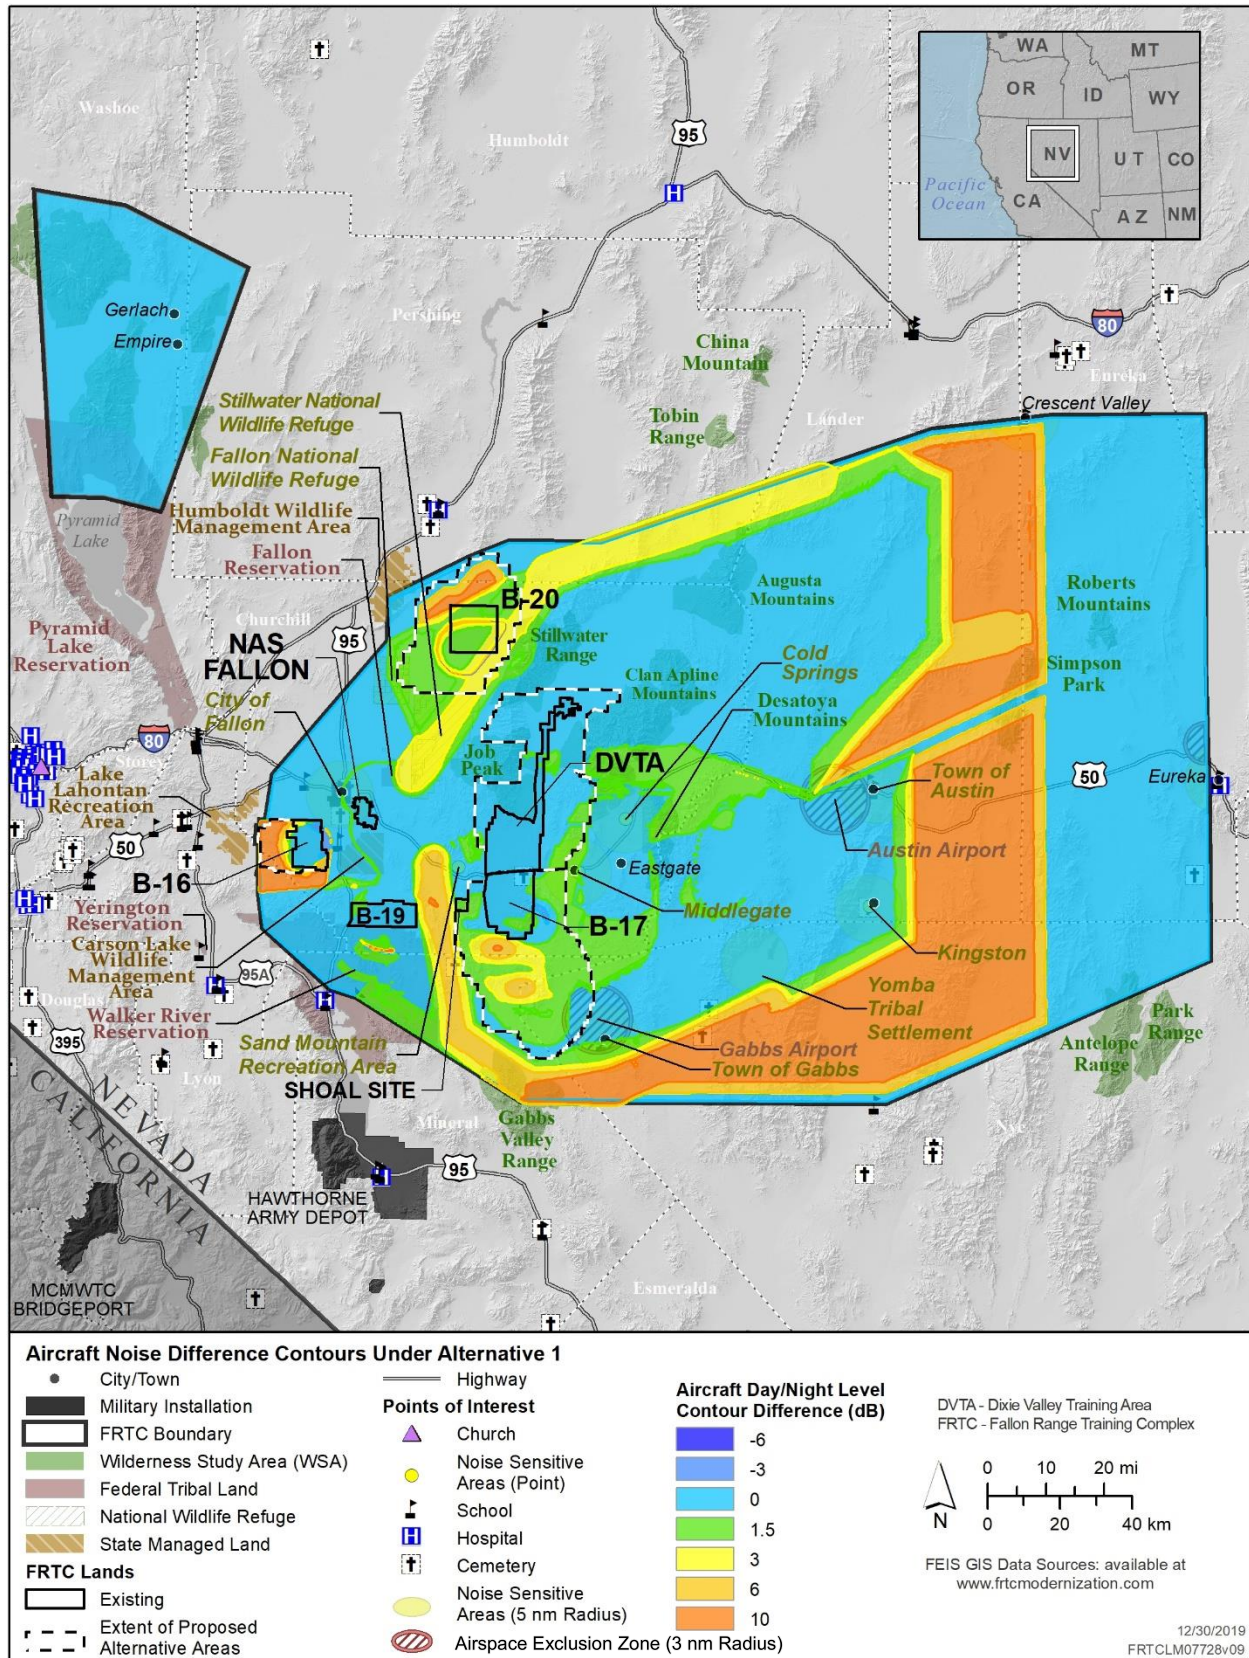 WA
MT
OR
ID
WY
NV
UT
CO
CA
AZ
NM
Pacific
Ocean
Washoe
Humboldt
95
Gerlach
Empire
Pershing
80
China
Mountain
Eureka
Crescent Valley
Tobin
Range
Lander
Stillwater National
Wildlife Refuge
Fallon National
Wildlife Refuge
Humboldt Wildlife
Management Area
Fallon
Reservation
Pyramid
Lake
Churchill
95
Pyramid
Lake
Reservation
NAS
FALLON
City of
Fallon
B-20
Stillwater
Range
Augusta
Mountains
Roberts
Mountains
Clan Apline
Mountains
Cold
Springs
Desatoya
Mountains
Simpson
Park
80
Storey
Lake
Lahontan
Recreation
Area
Job
Peak
DVTA
50
Town of
Austin
Eureka
50
Austin Airport
Eastgate
B-16
B-19
B-17
Middlegate
Kingston
Yerington
Reservation
Carson Lake
Wildlife
Management
Area
95A
Douglas
Walker River
Reservation
395
Yomba
Tribal
Settlement
Park
Range
Antelope
Range
Sand Mountain
Recreation Area
Gabbs Airport
Town of Gabbs
Lyon
SHOAL SITE
NEVADA
CALIFORNIA
Mineral
Gabbs
Valley
Range
Nye
95
HAWTHORNE
ARMY DEPOT
MCMWTC
BRIDGEPORT
Esmeralda
Aircraft Noise Difference Contours Under Alternative 1
City/Town
Military Installation
FRTC Boundary
Wilderness Study Area (WSA)
Federal Tribal Land
National Wildlife Refuge
State Managed Land
FRTC Lands
Existing
Extent of Proposed
Alternative Areas
Highway
Points of Interest
Church
Noise Sensitive
Areas (Point)
School
H Hospital
Cemetery
Noise Sensitive
Areas (5 nm Radius)
Airspace Exclusion Zone (3 nm Radius)
Aircraft Day/Night Level
Contour Difference (dB)
-6
-3
0
1.5
3
6
10
DVTA - Dixie Valley Training Area
FRTC - Fallon Range Training Complex
N
0 10 20 mi
0 20 40 km
FEIS GIS Data Sources: available at
www.frtcmodernization.com
12/30/2019
FRTCLM07728v09